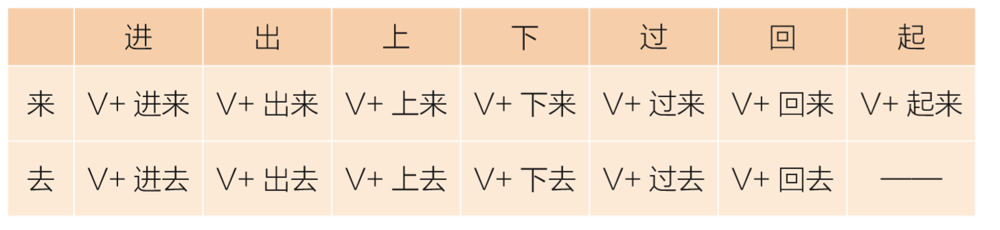 进 出 上 下 过 回 起
来 V+ 进来 V+ 出来 V+ 上来 V+ 下来 V+ 过来 V+ 回来 V+ 起来
去 V+ 进去 V+ 出去 V+ 上去 V+ 下去 V+ 过去 V+ 回去 ——